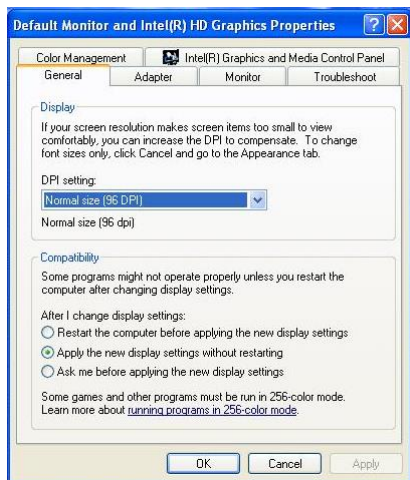 Default Monitor and Intel(R) HD Graphics Properties
Color Management
Intel(R) Graphics and Media Control Panel
General
Adapter
Monitor
Troubleshoot
Display
If your screen resolution makes screen items too small to view
comfortably, you can increase the DPI to compensate. To change
font sizes only, click Cancel and go to the Appearance tab.
DPI setting:
Normal size (96 DPI)
Normal size (96 dpi)
Compatibility
Some programs might not operate properly unless you restart the
computer after changing display settings.
After I change display settings:
Restart the computer before applying the new display settings
Apply the new display settings without restarting
Ask me before applying the new display settings
Some games and other programs must be run in 256-color mode.
Learn more about running programs in 256-color mode.
OK
Cancel
Apply